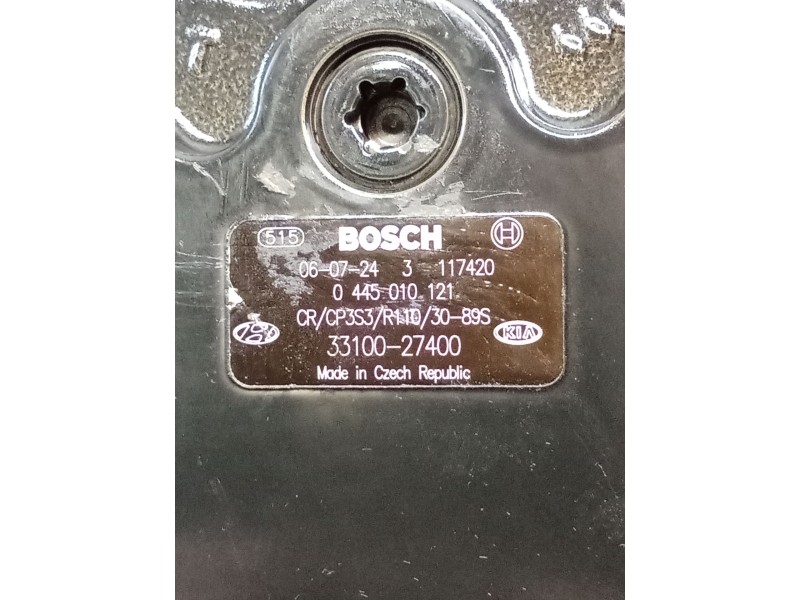 515 BOSCH
06-07-24 3 117420
0 445 010 121
CR/CP3S3/R110/30-89S
33100-27400 KIA
Made in Czech Republic